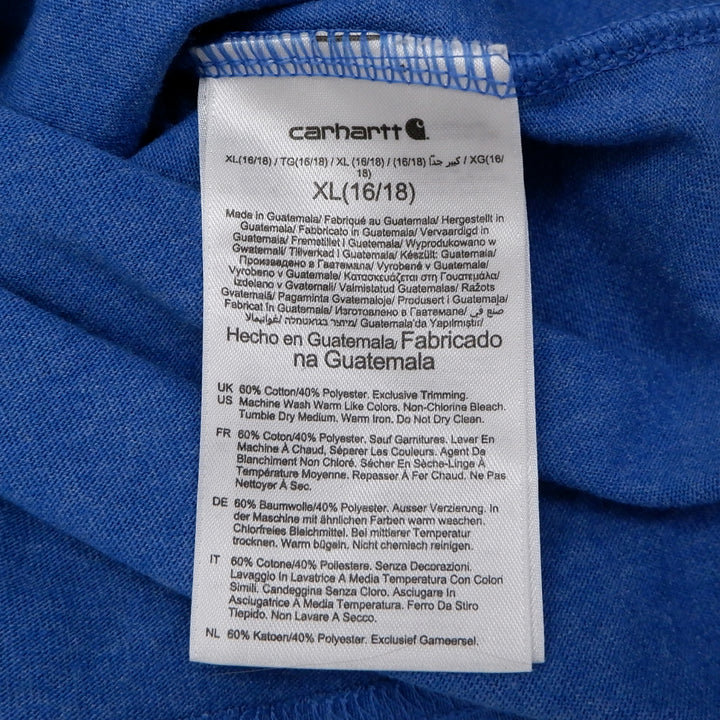 carhartt
XL(16/18) / TG(16/18) / XL (16/18) / (16/18) كبير جدًا / XG(16/
18)
XL(16/18)
Made in Guatemala/ Fabriqué au Guatemala/ Hergestellt in
Guatemala/ Fabbricato in Guatemala/ Vervaardigd in
Guatemala/ Fremstillet i Guatemala/ Wyprodukowano w
Gwatemali/ Tillverkad i Guatemala/ Készült: Guatemala/
Произведено в Гватемала/ Vyrobené v Guatemale/
Vyrobeno v Guatemale/ Κατασκευάζεται στη Γουατεμάλα/
Izdelano v Gvatemali/ Valmistatud Guatemalas/ Ražots
Gvatemalā/ Pagaminta Gvatemaloje/ Produsert i Guatemaja/
Fabricat în Guatemala/ Изготовлено в Гватемале/ صنع في
غواتيمالا/ מיוצר בגואטמלה/ Guatemala'da Yapılmıştır/
Hecho en Guatemala/ Fabricado
na Guatemala
UK 60% Cotton/40% Polyester. Exclusive Trimming.
US Machine Wash Warm Like Colors. Non-Chlorine Bleach.
Tumble Dry Medium. Warm Iron. Do Not Dry Clean.
FR 60% Coton/40% Polyester. Sauf Garnitures. Laver En
Machine À Chaud, Séparer Les Couleurs. Agent De
Blanchiment Non Chloré. Sécher En Sèche-Linge À
Température Moyenne. Repasser À Fer Chaud. Ne Pas
Nettoyer À Sec.
DE 60% Baumwolle/40% Polyester. Ausser Verzierung. In
der Maschine mit ähnlichen Farben warm waschen.
Chlorfreies Bleichmittel. Bei mittlerer Temperatur
trocknen. Warm bügeln. Nicht chemisch reinigen.
IT 60% Cotone/40% Poliestere. Senza Decorazioni.
Lavaggio In Lavatrice A Media Temperatura Con Colori
Simili. Candeggina Senza Cloro. Asciugare In
Asciugatrice A Media Temperatura. Ferro Da Stiro
Tiepido. Non Lavare A Secco.
NL 60% Katoen/40% Polyester. Exclusief Garneersel.